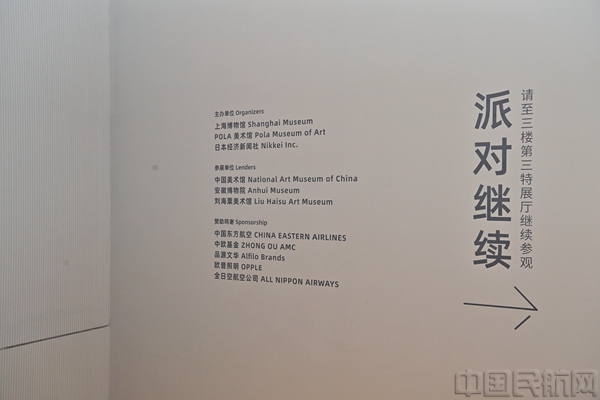 主办单位 Organizers
上海博物馆 Shanghai Museum
POLA 美术馆 Pola Museum of Art
日本经济新闻社 Nikkei Inc.
参展单位 Lenders
中国美术馆 National Art Museum of China
安徽博物院 Anhui Museum
刘海粟美术馆 Liu Haisu Art Museum
赞助鸣谢 Sponsorship
中国东方航空 CHINA EASTERN AIRLINES
中欧基金 ZHONG OU AMC
品源文华 Alfilo Brands
欧普照明 OPPLE
全日空航空公司 ALL NIPPON AIRWAYS
请至三楼第三特展厅继续参观
派对继续
中国民航网